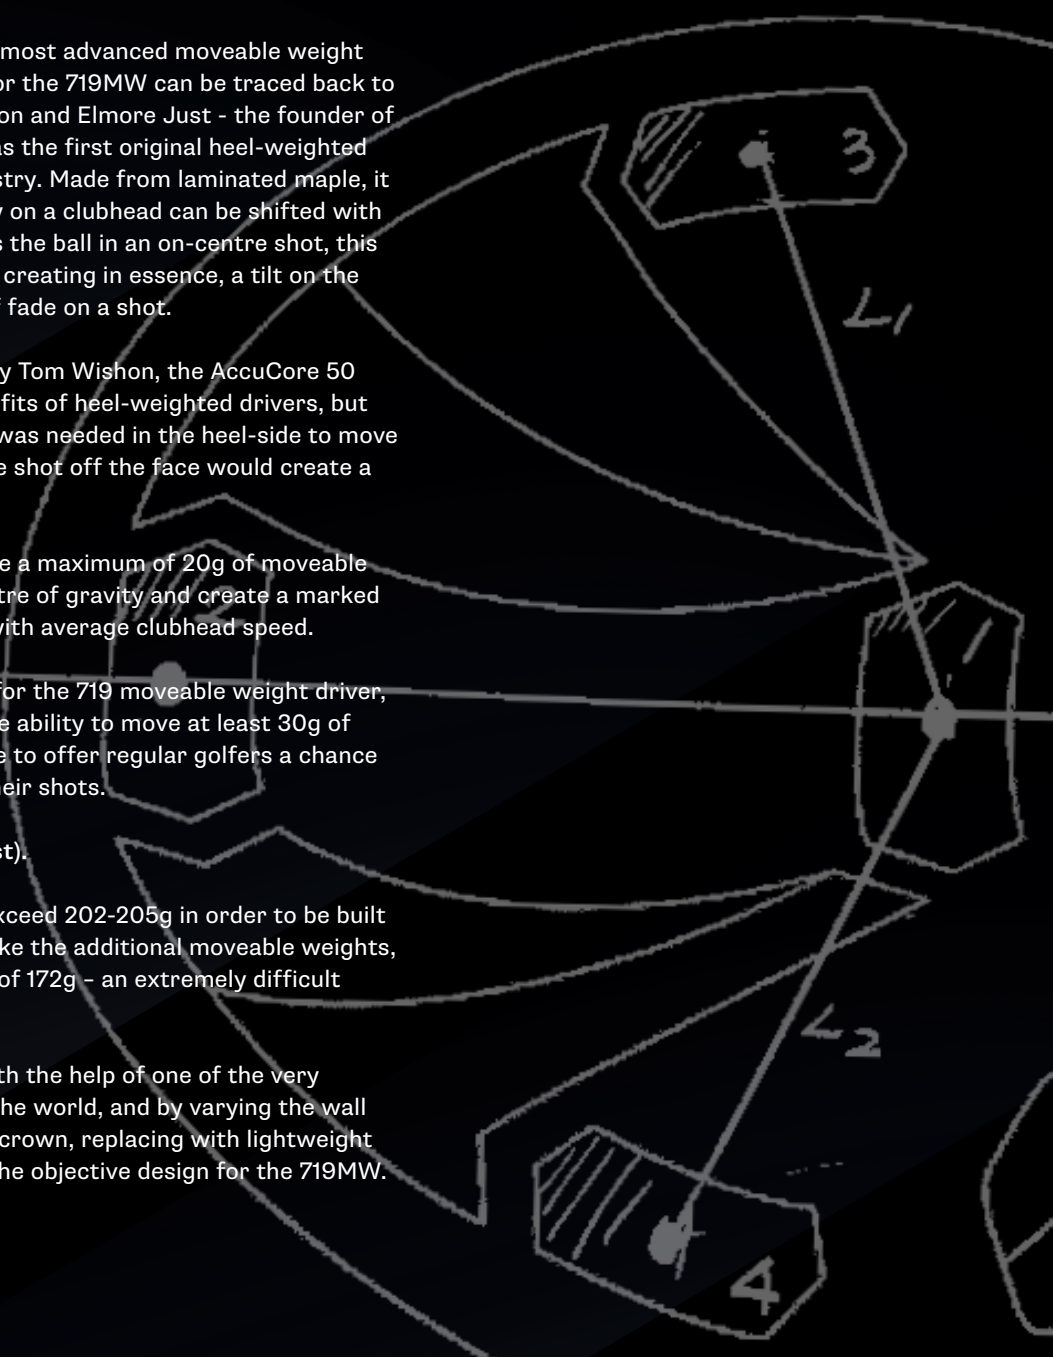 most advanced moveable weight
or the 719MW can be traced back to
on and Elmore Just - the founder of
as the first original heel-weighted
stry. Made from laminated maple, it
y on a clubhead can be shifted with
s the ball in an on-centre shot, this
creating in essence, a tilt on the
f fade on a shot.
y Tom Wishon, the AccuCore 50
fits of heel-weighted drivers, but
was needed in the heel-side to move
e shot off the face would create a
e a maximum of 20g of moveable
tre of gravity and create a marked
with average clubhead speed.
for the 719 moveable weight driver,
e ability to move at least 30g of
e to offer regular golfers a chance
heir shots.
st).
xceed 202-205g in order to be built
ke the additional moveable weights,
of 172g – an extremely difficult
th the help of one of the very
he world, and by varying the wall
crown, replacing with lightweight
he objective design for the 719MW.
3
L1
2
1
L2
4